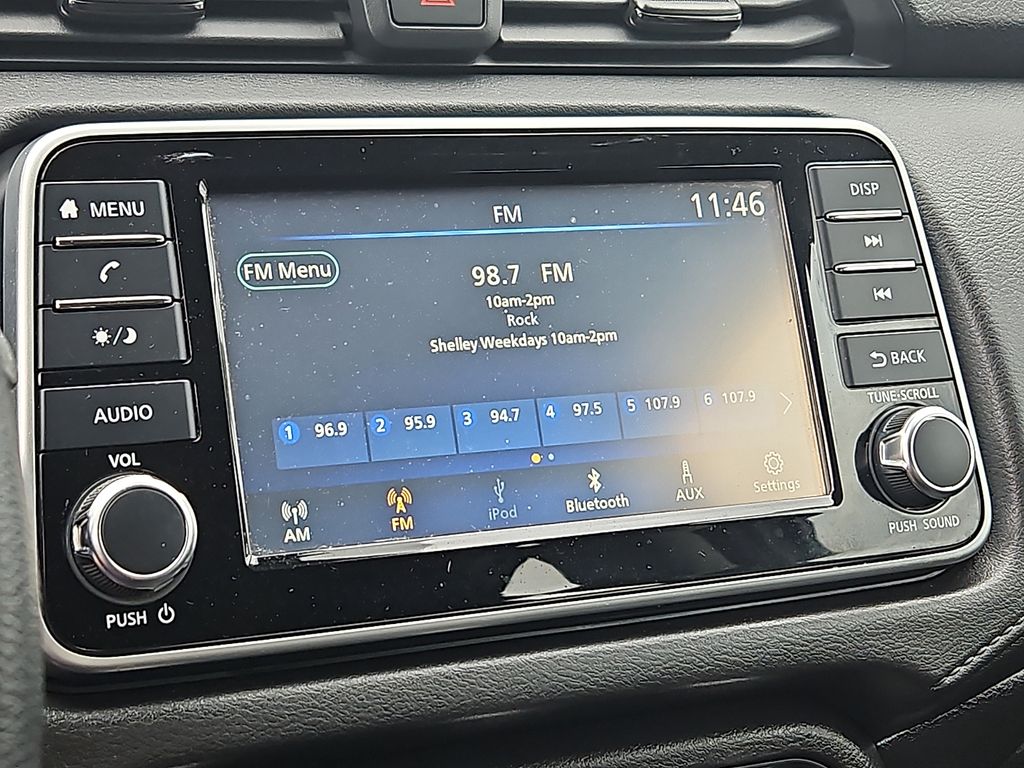 MENU
AUDIO
VOL
PUSH
FM
11:46
FM Menu
98.7 FM
10am-2pm
Rock
Shelley Weekdays 10am-2pm
1 96.9
2 95.9
3 94.7
4 97.5
5 107.9
6 107.9
AM
FM
iPod
Bluetooth
AUX
Settings
DISP
BACK
TUNE·SCROLL
PUSH SOUND